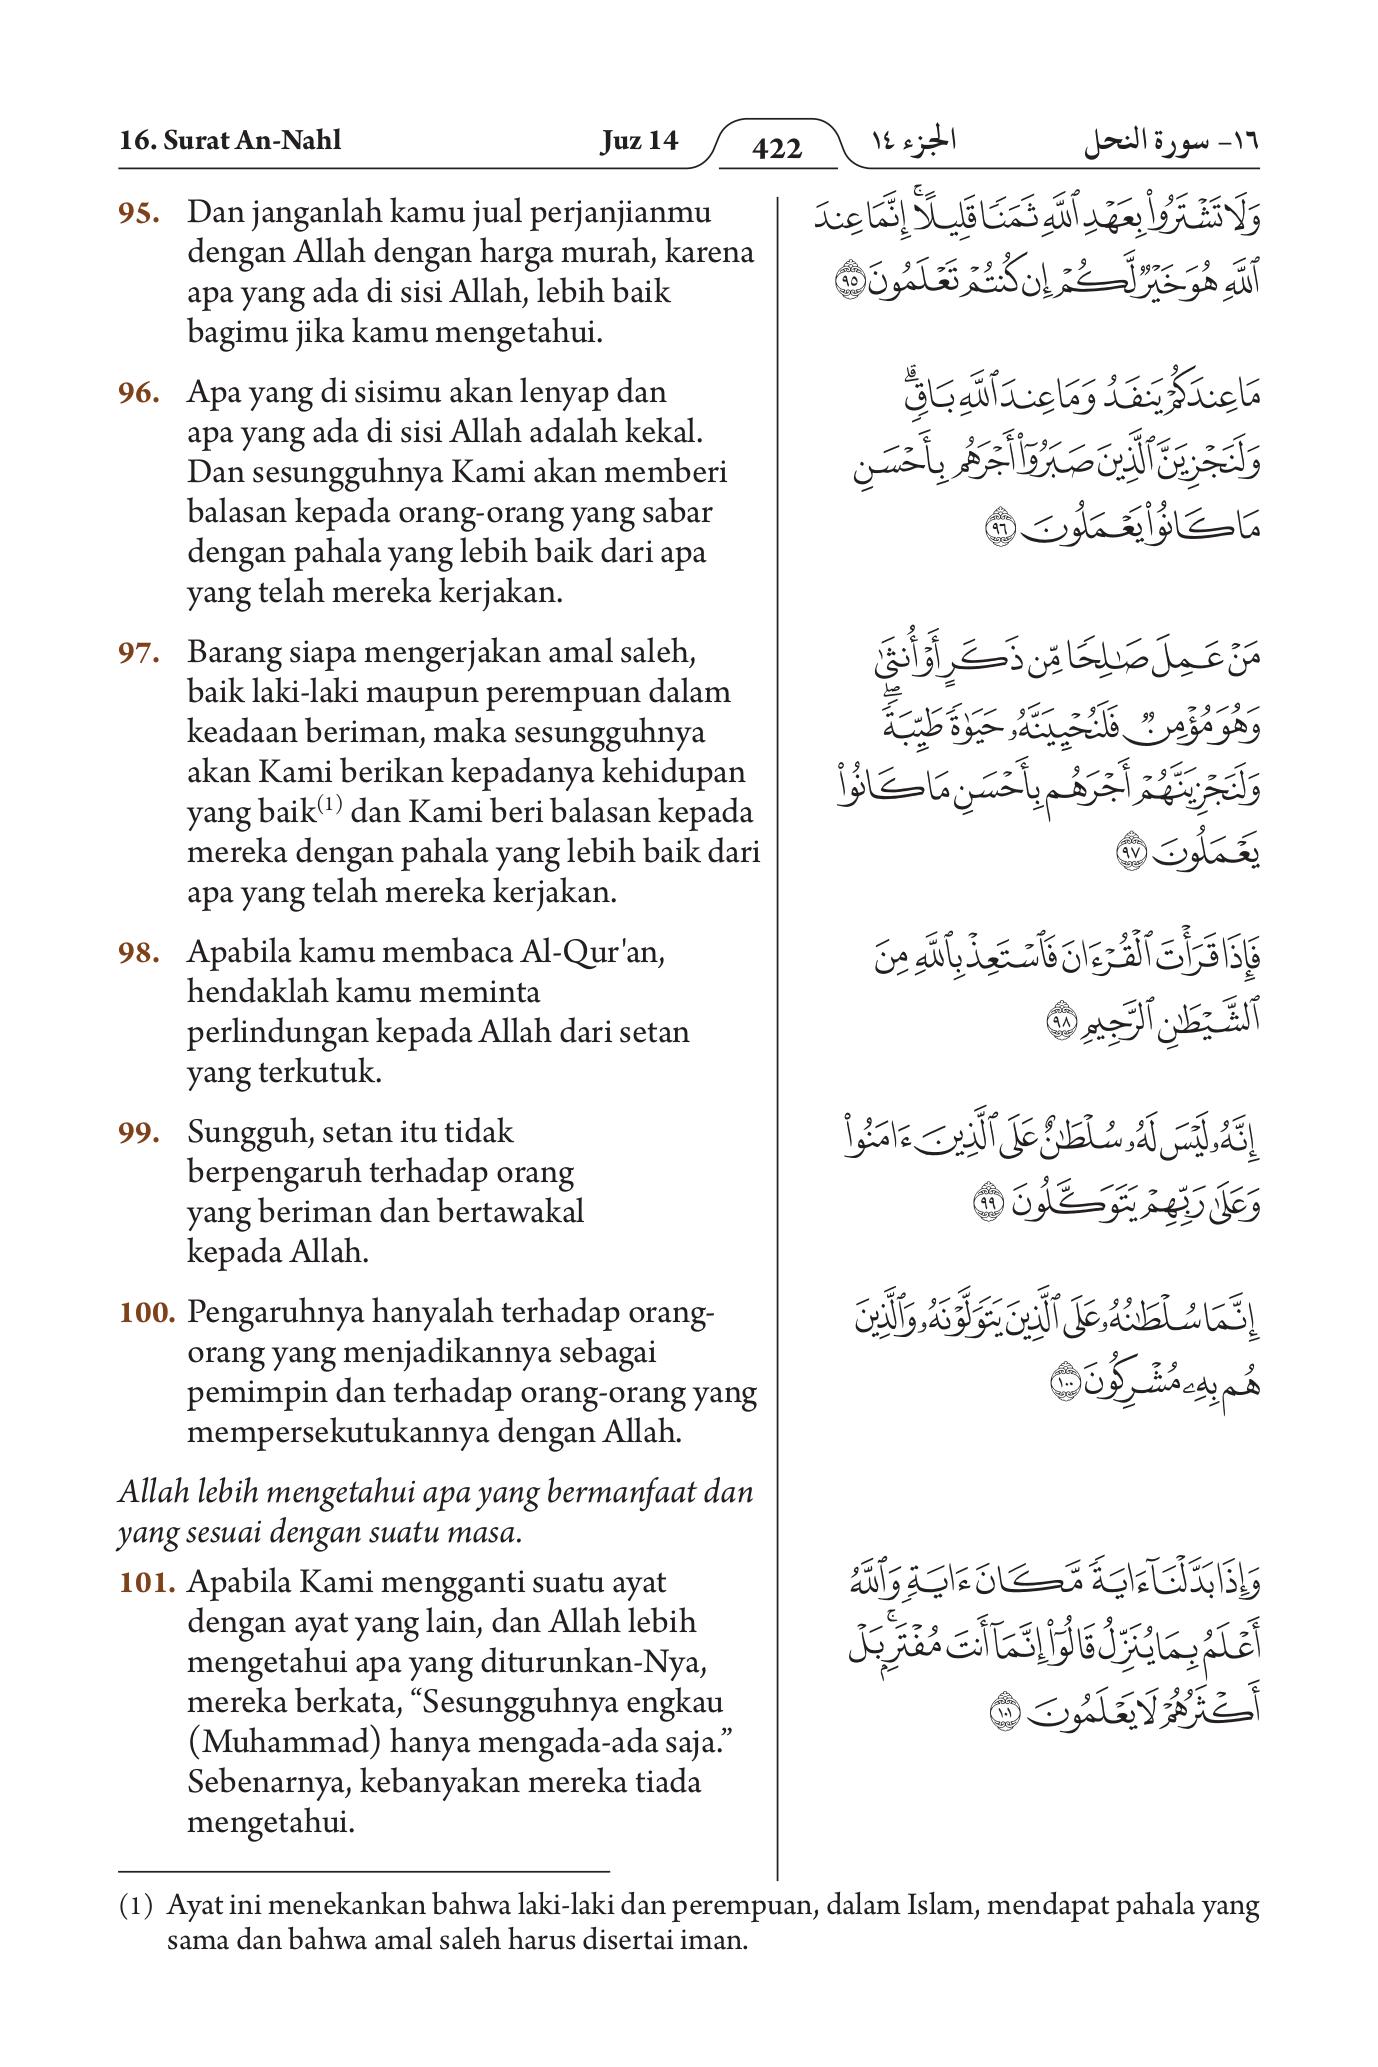 16. Surat An-Nahl
Juz 14
422
الجزء ١٤
١٦- سورة النحل
95. Dan janganlah kamu jual perjanjianmu
dengan Allah dengan harga murah, karena
apa yang ada di sisi Allah, lebih baik
bagimu jika kamu mengetahui.
96. Apa yang di sisimu akan lenyap dan
apa yang ada di sisi Allah adalah kekal.
Dan sesungguhnya Kami akan memberi
balasan kepada orang-orang yang sabar
dengan pahala yang lebih baik dari apa
yang telah mereka kerjakan.
97. Barang siapa mengerjakan amal saleh,
baik laki-laki maupun perempuan dalam
keadaan beriman, maka sesungguhnya
akan Kami berikan kepadanya kehidupan
yang baik(1) dan Kami beri balasan kepada
mereka dengan pahala yang lebih baik dari
apa yang telah mereka kerjakan.
98. Apabila kamu membaca Al-Qur'an,
hendaklah kamu meminta
perlindungan kepada Allah dari setan
yang terkutuk.
99. Sungguh, setan itu tidak
berpengaruh terhadap orang
yang beriman dan bertawakal
kepada Allah.
100. Pengaruhnya hanyalah terhadap orang-
orang yang menjadikannya sebagai
pemimpin dan terhadap orang-orang yang
mempersekutukannya dengan Allah.
Allah lebih mengetahui apa yang bermanfaat dan
yang sesuai dengan suatu masa.
101. Apabila Kami mengganti suatu ayat
dengan ayat yang lain, dan Allah lebih
mengetahui apa yang diturunkan-Nya,
mereka berkata, “Sesungguhnya engkau
(Muhammad) hanya mengada-ada saja.”
Sebenarnya, kebanyakan mereka tiada
mengetahui.
وَلَا تَشْتَرُواْ بِعَهْدِ ٱللَّهِ ثَمَنًا قَلِيلًاۚ إِنَّمَا عِندَ
ٱللَّهِ هُوَ خَيْرٌ لَّكُمْ إِن كُنتُمْ تَعْلَمُونَ ٩٥
مَا عِندَكُمْ يَنفَدُ وَمَا عِندَ ٱللَّهِ بَاقٍۗ
وَلَنَجْزِيَنَّ ٱلَّذِينَ صَبَرُوٓاْ أَجْرَهُم بِأَحْسَنِ
مَا كَانُواْ يَعْمَلُونَ ٩٦
مَنْ عَمِلَ صَٰلِحًا مِّن ذَكَرٍ أَوْ أُنثَىٰ
وَهُوَ مُؤْمِنٌ فَلَنُحْيِيَنَّهُۥ حَيَوٰةً طَيِّبَةًۖ
وَلَنَجْزِيَنَّهُمْ أَجْرَهُم بِأَحْسَنِ مَا كَانُواْ
يَعْمَلُونَ ٩٧
فَإِذَا قَرَأْتَ ٱلْقُرْءَانَ فَٱسْتَعِذْ بِٱللَّهِ مِنَ
ٱلشَّيْطَٰنِ ٱلرَّجِيمِ ٩٨
إِنَّهُۥ لَيْسَ لَهُۥ سُلْطَٰنٌ عَلَى ٱلَّذِينَ ءَامَنُواْ
وَعَلَىٰ رَبِّهِمْ يَتَوَكَّلُونَ ٩٩
إِنَّمَا سُلْطَٰنُهُۥ عَلَى ٱلَّذِينَ يَتَوَلَّوْنَهُۥ وَٱلَّذِينَ
هُم بِهِۦ مُشْرِكُونَ ١٠٠
وَإِذَا بَدَّلْنَآ ءَايَةً مَّكَانَ ءَايَةٍ وَٱللَّهُ
أَعْلَمُ بِمَا يُنَزِّلُ قَالُوٓاْ إِنَّمَآ أَنتَ مُفْتَرٍۭۚ بَلْ
أَكْثَرُهُمْ لَا يَعْلَمُونَ ١٠١
(1) Ayat ini menekankan bahwa laki-laki dan perempuan, dalam Islam, mendapat pahala yang
sama dan bahwa amal saleh harus disertai iman.